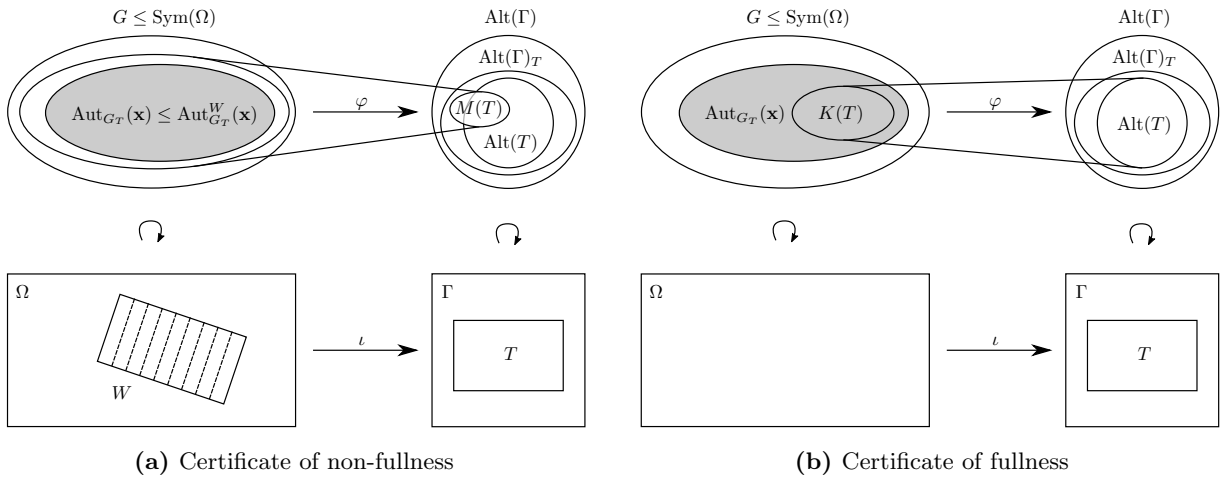 G ≤ Sym(Ω)
Alt(Γ)
Alt(Γ)_T
Aut_{G_T}(x) ≤ Aut^W_{G_T}(x)
φ
M(T)
Alt(T)
Ω
W
ι
Γ
T
(a) Certificate of non-fullness
G ≤ Sym(Ω)
Alt(Γ)
Alt(Γ)_T
Aut_{G_T}(x)
K(T)
φ
Alt(T)
Ω
ι
Γ
T
(b) Certificate of fullness